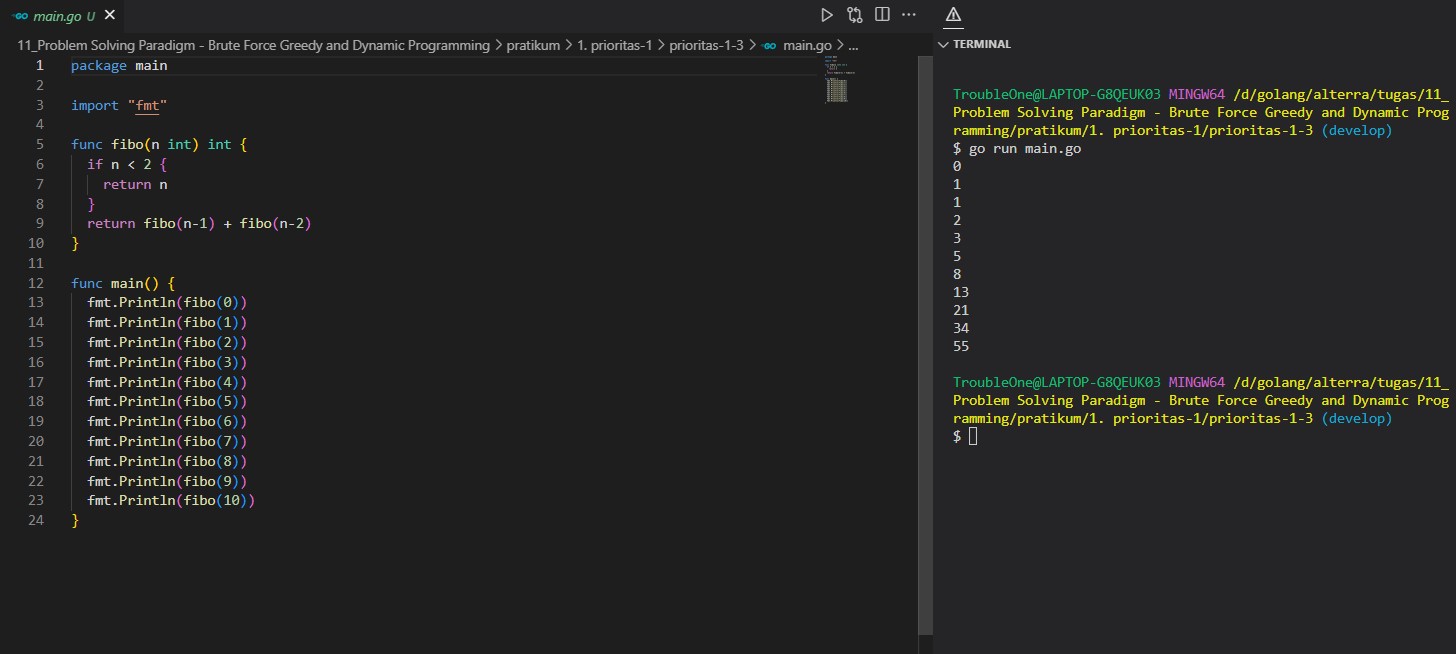 main.go U
11_Problem Solving Paradigm - Brute Force Greedy and Dynamic Programming > pratikum > 1. prioritas-1 > prioritas-1-3 > main.go > ...
1 package main
2
3 import "fmt"
4
5 func fibo(n int) int {
6 if n < 2 {
7 return n
8 }
9 return fibo(n-1) + fibo(n-2)
10 }
11
12 func main() {
13 fmt.Println(fibo(0))
14 fmt.Println(fibo(1))
15 fmt.Println(fibo(2))
16 fmt.Println(fibo(3))
17 fmt.Println(fibo(4))
18 fmt.Println(fibo(5))
19 fmt.Println(fibo(6))
20 fmt.Println(fibo(7))
21 fmt.Println(fibo(8))
22 fmt.Println(fibo(9))
23 fmt.Println(fibo(10))
24 }
TERMINAL
TroubleOne@LAPTOP-G8QEUK03 MINGW64 /d/golang/alterra/tugas/11_
Problem Solving Paradigm - Brute Force Greedy and Dynamic Prog
ramming/pratikum/1. prioritas-1/prioritas-1-3 (develop)
$ go run main.go
0
1
1
2
3
5
8
13
21
34
55
TroubleOne@LAPTOP-G8QEUK03 MINGW64 /d/golang/alterra/tugas/11_
Problem Solving Paradigm - Brute Force Greedy and Dynamic Prog
ramming/pratikum/1. prioritas-1/prioritas-1-3 (develop)
$